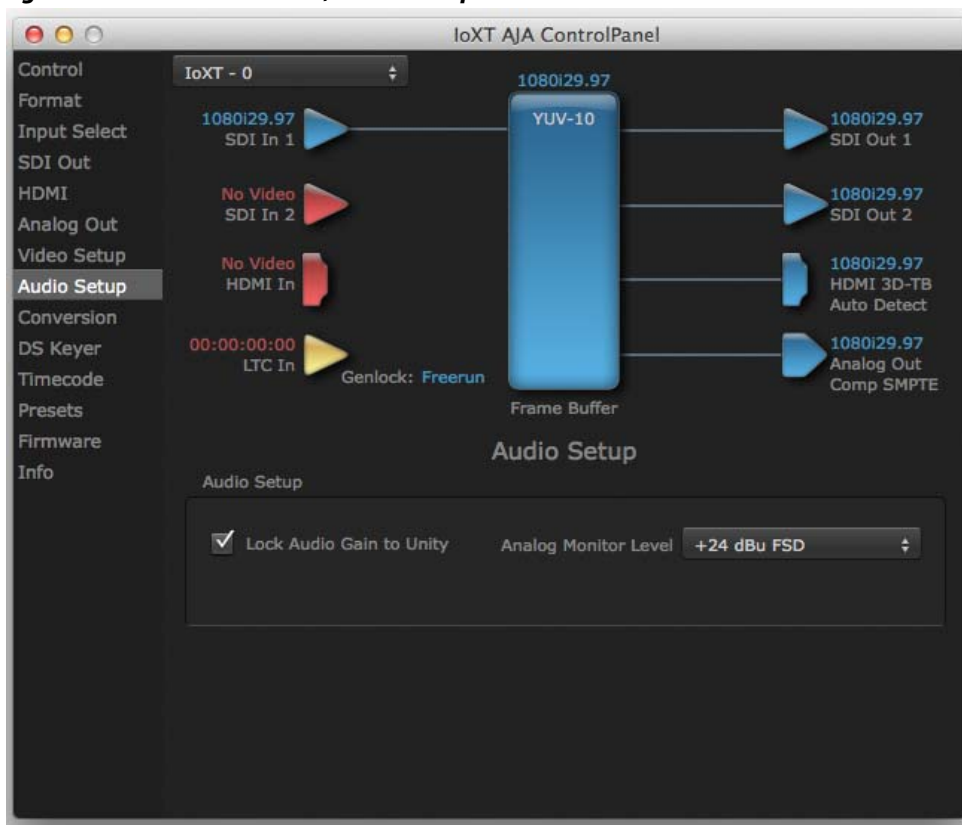 IoXT AJA ControlPanel
Control
Format
Input Select
SDI Out
HDMI
Analog Out
Video Setup
Audio Setup
Conversion
DS Keyer
Timecode
Presets
Firmware
Info
IoXT - 0
1080i29.97
YUV-10
1080i29.97
SDI In 1
No Video
SDI In 2
No Video
HDMI In
00:00:00:00
LTC In
Genlock: Freerun
Frame Buffer
1080i29.97
SDI Out 1
1080i29.97
SDI Out 2
1080i29.97
HDMI 3D-TB
Auto Detect
1080i29.97
Analog Out
Comp SMPTE
Audio Setup
Audio Setup
Lock Audio Gain to Unity
Analog Monitor Level
+24 dBu FSD